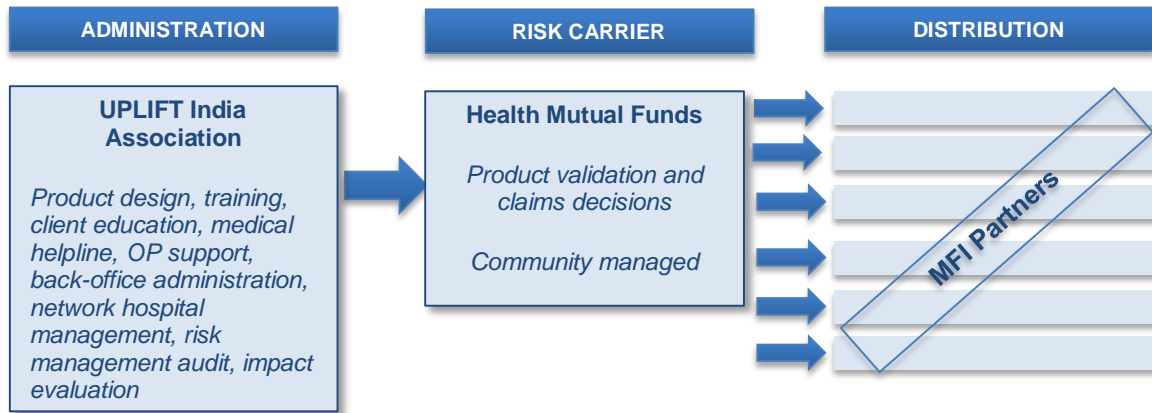 ADMINISTRATION
RISK CARRIER
DISTRIBUTION
UPLIFT India
Association
Product design, training,
client education, medical
helpline, OP support,
back-office administration,
network hospital
management, risk
management audit, impact
evaluation
Health Mutual Funds
Product validation and
claims decisions
Community managed
MFI Partners